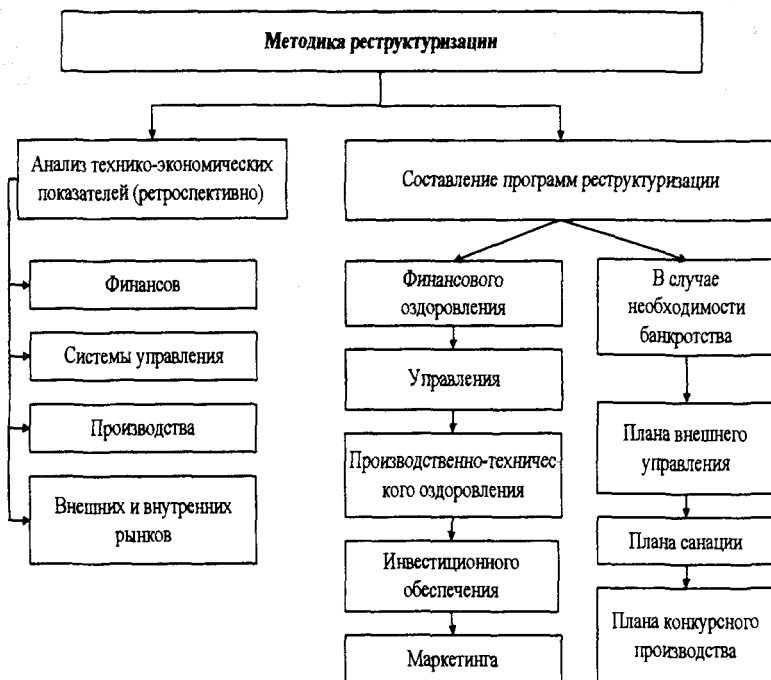 Методика реструктуризации
Анализ технико-экономических
показателей (ретроспективно)
Финансов
Системы управления
Производства
Внешних и внутренних
рынков
Составление программ реструктуризации
Финансового
оздоровления
Управления
Производственно-техничес-
кого оздоровления
Инвестиционного
обеспечения
Маркетинга
В случае
необходимости
банкротства
Плана внешнего
управления
Плана санации
Плана конкурсного
производства